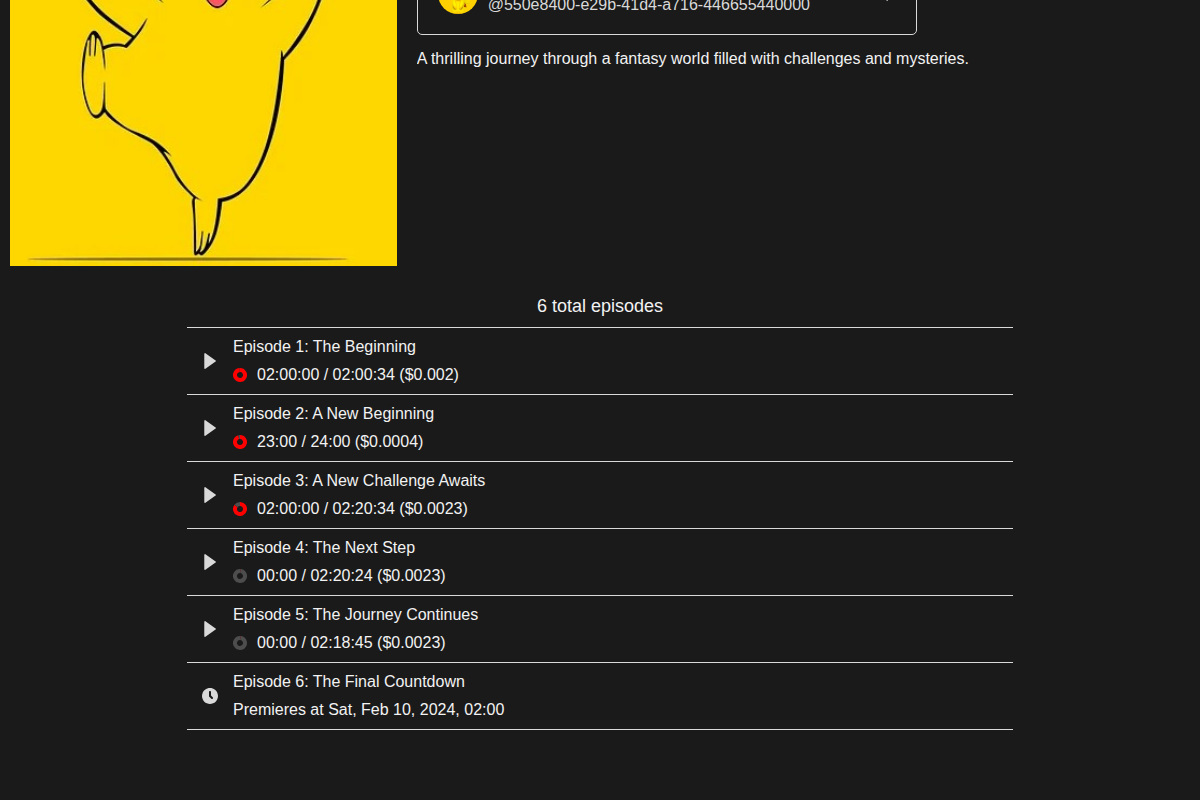 @550e8400-e29b-41d4-a716-446655440000
A thrilling journey through a fantasy world filled with challenges and mysteries.
6 total episodes
Episode 1: The Beginning
02:00:00 / 02:00:34 ($0.002)
Episode 2: A New Beginning
23:00 / 24:00 ($0.0004)
Episode 3: A New Challenge Awaits
02:00:00 / 02:20:34 ($0.0023)
Episode 4: The Next Step
00:00 / 02:20:24 ($0.0023)
Episode 5: The Journey Continues
00:00 / 02:18:45 ($0.0023)
Episode 6: The Final Countdown
Premieres at Sat, Feb 10, 2024, 02:00